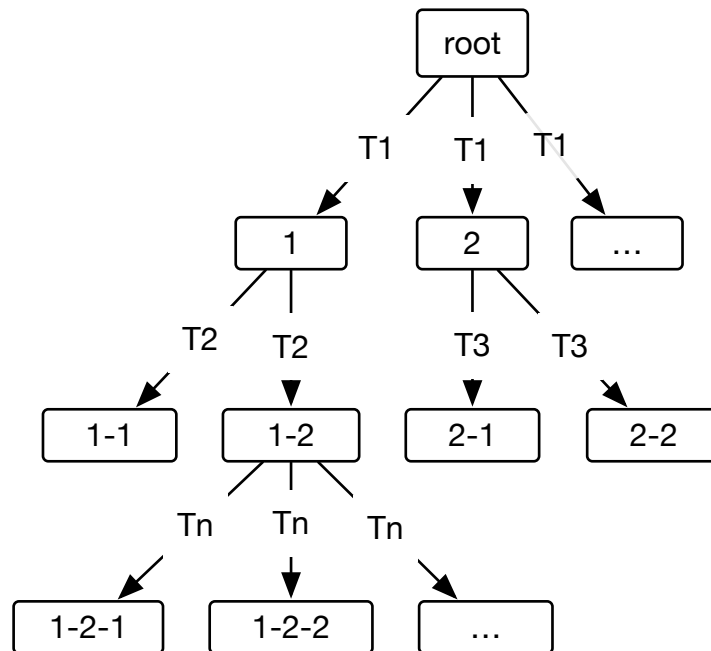 root
T1 T1 T1
1 2 ...
T2 T2 T3 T3
1-1 1-2 2-1 2-2
Tn Tn Tn
1-2-1 1-2-2 ...